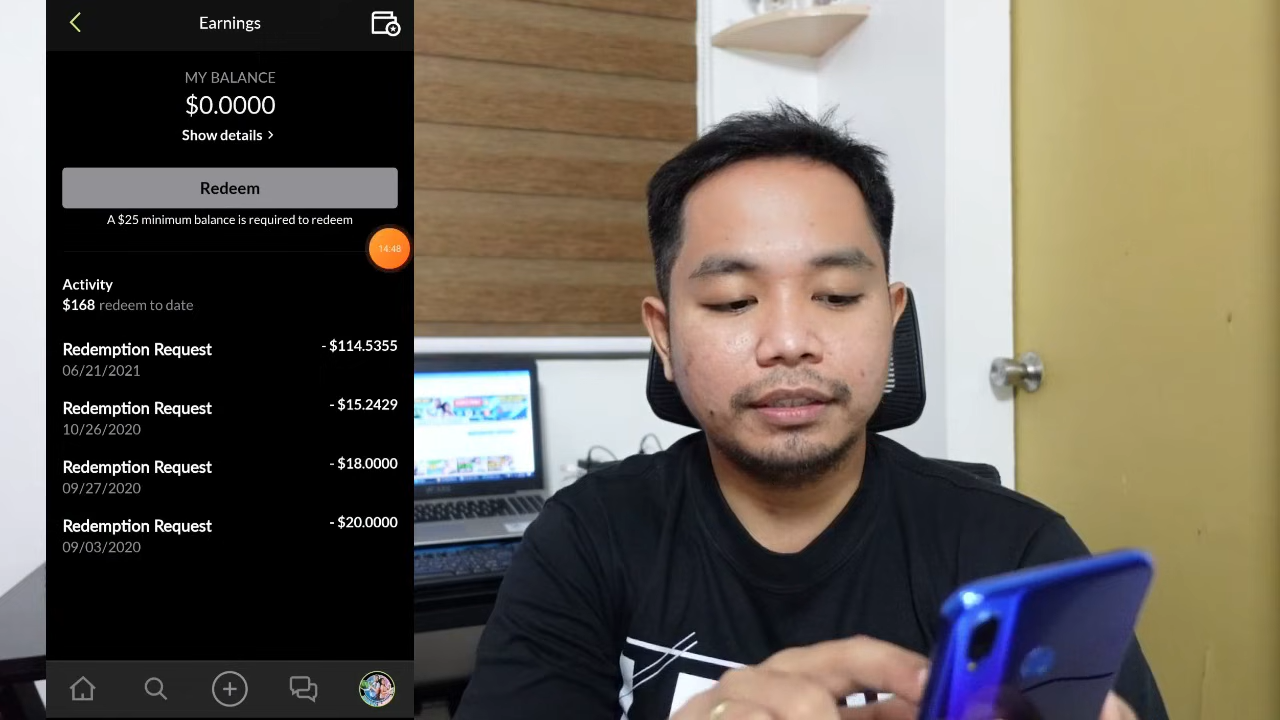 Earnings
MY BALANCE
$0.0000
Show details >
Redeem
A $25 minimum balance is required to redeem
14:48
Activity
$168 redeem to date
Redemption Request - $114.5355
06/21/2021
Redemption Request - $15.2429
10/26/2020
Redemption Request - $18.0000
09/27/2020
Redemption Request - $20.0000
09/03/2020